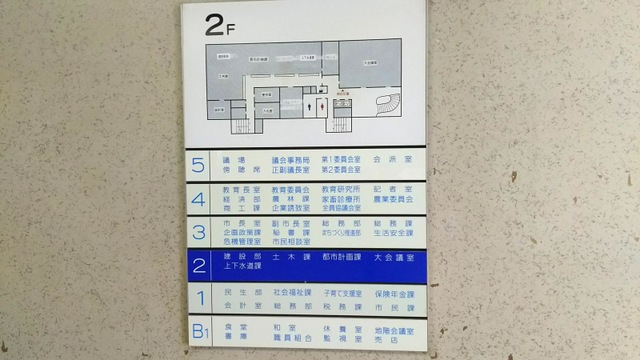 2F
5
議場 議会事務局 第1委員会室 会派室
傍聴席 正副議長室 第2委員会室
4
教育長室 教育委員会 教育研究所 記者室
経済部 農林課 家畜診療所 農業委員会
商工課 企業誘致室 全員協議会室
3
市長室 副市長室 総務部 総務課
企画政策課 秘書課 まちづくり推進部 生活安全課
危機管理室 市民相談室
2
建設部 土木課 都市計画課 大会議室
上下水道課
1
民生部 社会福祉課 子育て支援室 保険年金課
会計室 総務部 税務課 市民課
B1
食堂 和室 休養室 地階会議室
書庫 職員組合 監視室 売店